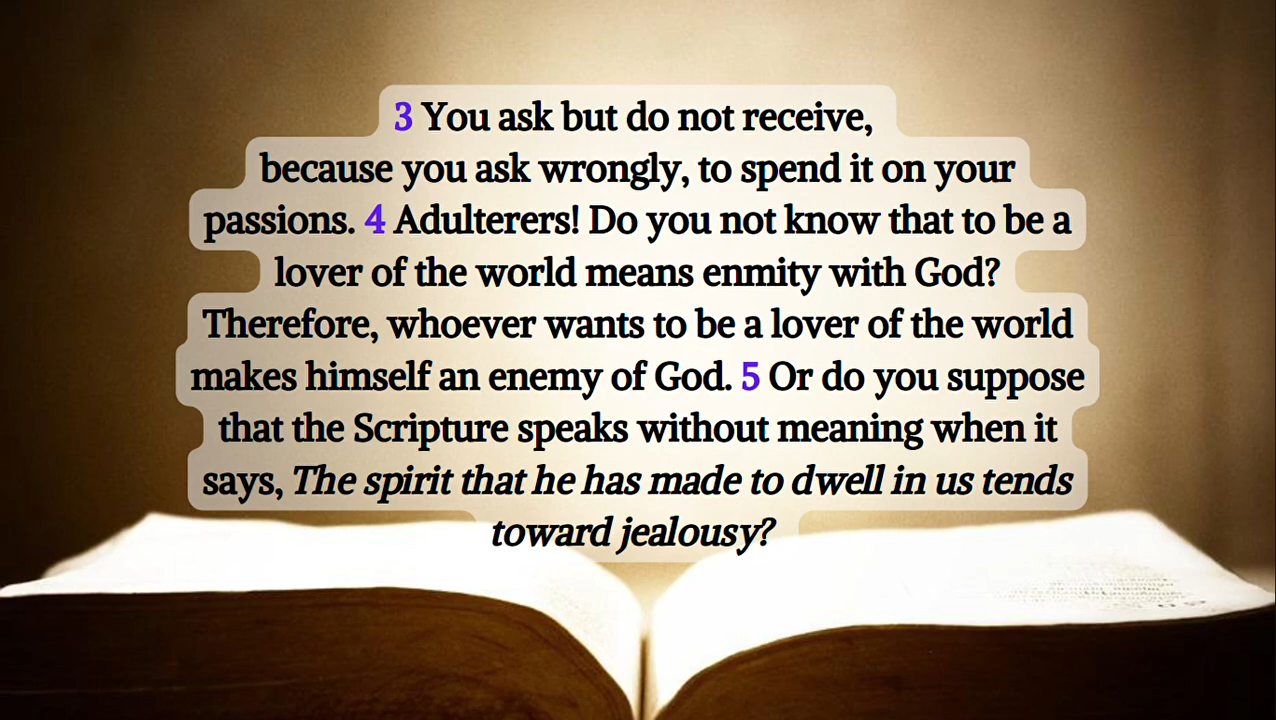 3 You ask but do not receive,
because you ask wrongly, to spend it on your
passions. 4 Adulterers! Do you not know that to be a
lover of the world means enmity with God?
Therefore, whoever wants to be a lover of the world
makes himself an enemy of God. 5 Or do you suppose
that the Scripture speaks without meaning when it
says, The spirit that he has made to dwell in us tends
toward jealousy?